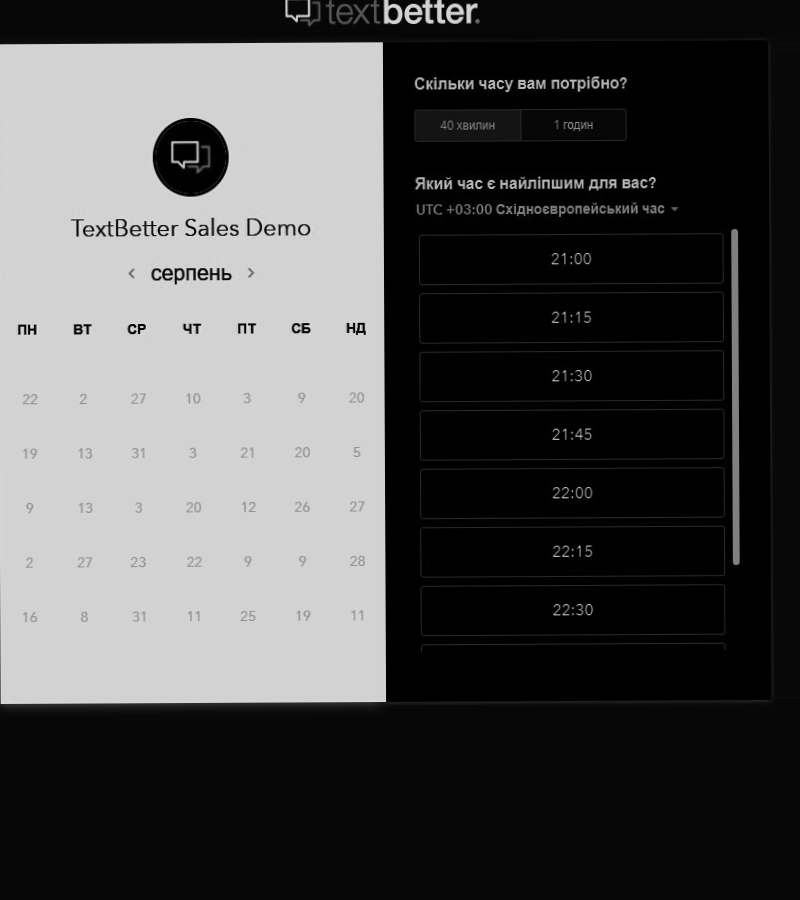 textbetter.
TextBetter Sales Demo
серпень
ПН ВТ СР ЧТ ПТ СБ НД
22 2 27 10 3 9 20
19 13 31 3 21 20 5
9 13 3 20 12 26 27
2 27 23 22 9 9 28
16 8 31 11 25 19 11
Скільки часу вам потрібно?
40 хвилин 1 годин
Який час є найліпшим для вас?
UTC +03:00 Східноєвропейський час
21:00
21:15
21:30
21:45
22:00
22:15
22:30